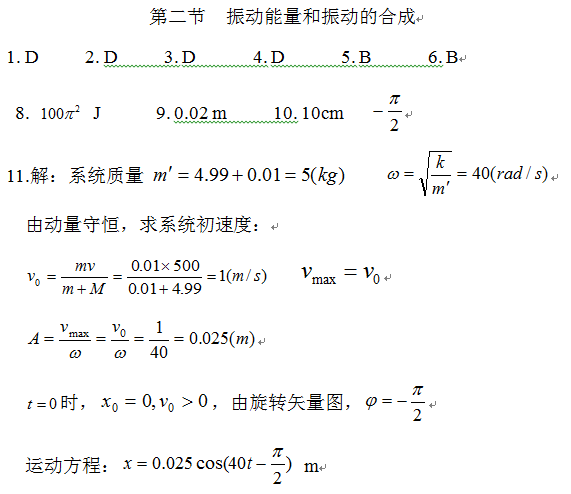 第二节 振动能量和振动的合成
1. D 2. D 3. D 4. D 5. B 6. B
8. 100π² J 9. 0.02 m 10. 10cm −π/2
11.解：系统质量 m′ = 4.99 + 0.01 = 5(kg) ω = √(k/m′) = 40(rad / s)
由动量守恒，求系统初速度：
v₀ = mv/(m + M) = (0.01×500)/(0.01 + 4.99) = 1(m/s) v_max = v₀
A = v_max/ω = v₀/ω = 1/40 = 0.025(m)
t = 0时， x₀ = 0, v₀ > 0 ，由旋转矢量图， φ = −π/2
运动方程：x = 0.025 cos(40t − π/2) m